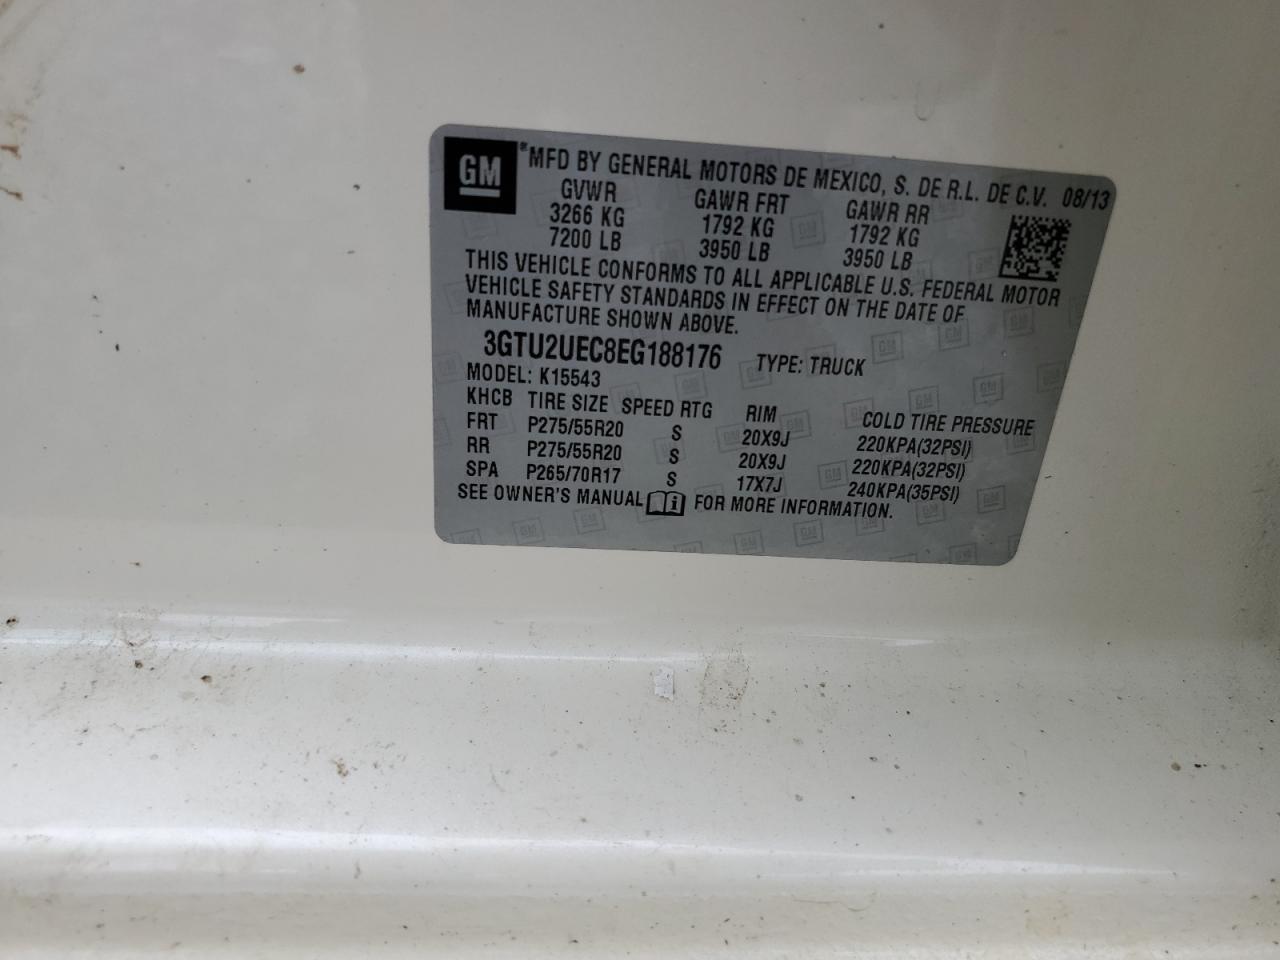 GM ® MFD BY GENERAL MOTORS DE MEXICO, S. DE R.L. DE C.V. 08/13
GVWR GAWR FRT GAWR RR
3266 KG 1792 KG 1792 KG
7200 LB 3950 LB 3950 LB
THIS VEHICLE CONFORMS TO ALL APPLICABLE U.S. FEDERAL MOTOR
VEHICLE SAFETY STANDARDS IN EFFECT ON THE DATE OF
MANUFACTURE SHOWN ABOVE.
3GTU2UEC8EG188176 TYPE: TRUCK
MODEL: K15543
KHCB TIRE SIZE SPEED RTG RIM COLD TIRE PRESSURE
FRT P275/55R20 S 20X9J 220KPA(32PSI)
RR P275/55R20 S 20X9J 220KPA(32PSI)
SPA P265/70R17 S 17X7J 240KPA(35PSI)
SEE OWNER'S MANUAL i FOR MORE INFORMATION.